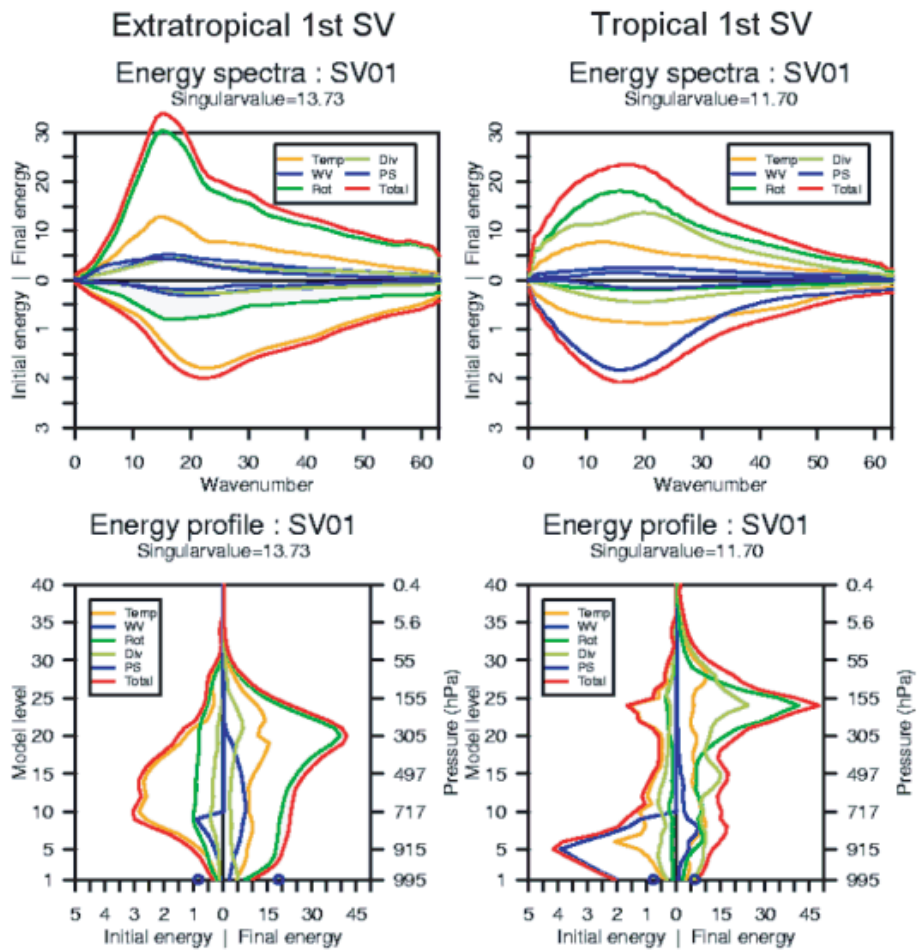 Extratropical 1st SV
Energy spectra : SV01
Singularvalue=13.73
30
20
10
0
1
2
3
Initial energy | Final energy
Temp Div
WV PS
Rot Total
0 10 20 30 40 50 60
Wavenumber
Tropical 1st SV
Energy spectra : SV01
Singularvalue=11.70
30
20
10
0
1
2
3
Initial energy | Final energy
Temp Div
WV PS
Rot Total
0 10 20 30 40 50 60
Wavenumber
Energy profile : SV01
Singularvalue=13.73
40
35
30
25
20
15
10
5
1
Model level
Temp
WV
Rot
Div
PS
Total
0.4
5.6
55
155
305
497
717
915
995
Pressure (hPa)
5 4 3 2 1 0 15 30 45
Initial energy | Final energy
Energy profile : SV01
Singularvalue=11.70
40
35
30
25
20
15
10
5
1
Model level
Temp
WV
Rot
Div
PS
Total
0.4
5.6
55
155
305
497
717
915
995
Pressure (hPa)
5 4 3 2 1 0 15 30 45
Initial energy | Final energy